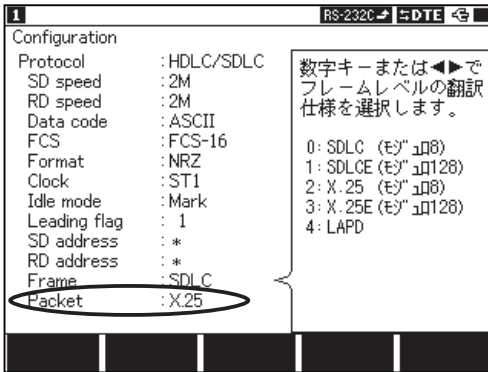 1 RS-232C DTE
Configuration
Protocol :HDLC/SDLC
SD speed :2M
RD speed :2M
Data code :ASCII
FCS :FCS-16
Format :NRZ
Clock :ST1
Idle mode :Mark
Leading flag : 1
SD address : *
RD address : *
Frame :SDLC
Packet :X.25
数字キーまたは◀▶で
フレームレベルの翻訳
仕様を選択します。
0: SDLC (モジュロ8)
1: SDLCE (モジュロ128)
2: X.25 (モジュロ8)
3: X.25E (モジュロ128)
4: LAPD